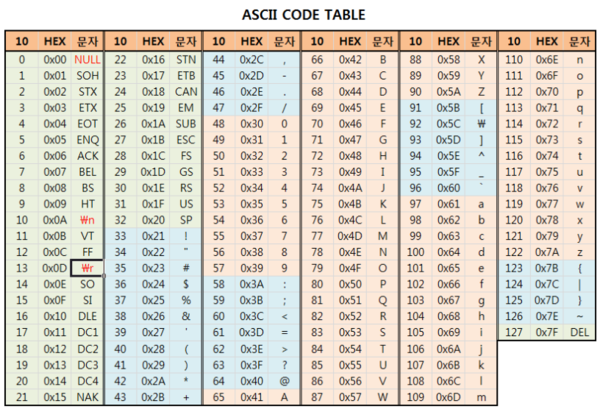 ASCII CODE TABLE
10 HEX 문자 10 HEX 문자 10 HEX 문자 10 HEX 문자 10 HEX 문자 10 HEX 문자
0 0x00 NULL 22 0x16 STN 44 0x2C , 66 0x42 B 88 0x58 X 110 0x6E n
1 0x01 SOH 23 0x17 ETB 45 0x2D - 67 0x43 C 89 0x59 Y 111 0x6F o
2 0x02 STX 24 0x18 CAN 46 0x2E . 68 0x44 D 90 0x5A Z 112 0x70 p
3 0x03 ETX 25 0x19 EM 47 0x2F / 69 0x45 E 91 0x5B [ 113 0x71 q
4 0x04 EOT 26 0x1A SUB 48 0x30 0 70 0x46 F 92 0x5C ₩ 114 0x72 r
5 0x05 ENQ 27 0x1B ESC 49 0x31 1 71 0x47 G 93 0x5D ] 115 0x73 s
6 0x06 ACK 28 0x1C FS 50 0x32 2 72 0x48 H 94 0x5E ^ 116 0x74 t
7 0x07 BEL 29 0x1D GS 51 0x33 3 73 0x49 I 95 0x5F _ 117 0x75 u
8 0x08 BS 30 0x1E RS 52 0x34 4 74 0x4A J 96 0x60 ` 118 0x76 v
9 0x09 HT 31 0x1F US 53 0x35 5 75 0x4B K 97 0x61 a 119 0x77 w
10 0x0A ₩n 32 0x20 SP 54 0x36 6 76 0x4C L 98 0x62 b 120 0x78 x
11 0x0B VT 33 0x21 ! 55 0x37 7 77 0x4D M 99 0x63 c 121 0x79 y
12 0x0C FF 34 0x22 " 56 0x38 8 78 0x4E N 100 0x64 d 122 0x7A z
13 0x0D ₩r 35 0x23 # 57 0x39 9 79 0x4F O 101 0x65 e 123 0x7B {
14 0x0E SO 36 0x24 $ 58 0x3A : 80 0x50 P 102 0x66 f 124 0x7C |
15 0x0F SI 37 0x25 % 59 0x3B ; 81 0x51 Q 103 0x67 g 125 0x7D }
16 0x10 DLE 38 0x26 & 60 0x3C < 82 0x52 R 104 0x68 h 126 0x7E ~
17 0x11 DC1 39 0x27 ' 61 0x3D = 83 0x53 S 105 0x69 i 127 0x7F DEL
18 0x12 DC2 40 0x28 ( 62 0x3E > 84 0x54 T 106 0x6A j
19 0x13 DC3 41 0x29 ) 63 0x3F ? 85 0x55 U 107 0x6B k
20 0x14 DC4 42 0x2A * 64 0x40 @ 86 0x56 V 108 0x6C l
21 0x15 NAK 43 0x2B + 65 0x41 A 87 0x57 W 109 0x6D m